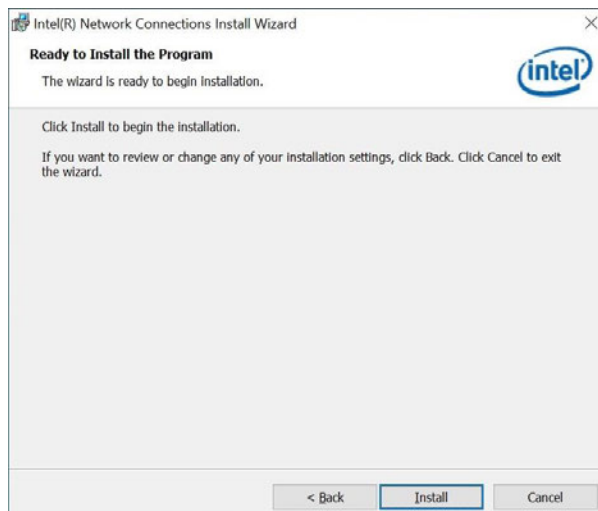 Intel(R) Network Connections Install Wizard
Ready to Install the Program
The wizard is ready to begin installation.
intel
Click Install to begin the installation.
If you want to review or change any of your installation settings, click Back. Click Cancel to exit
the wizard.
< Back
Install
Cancel